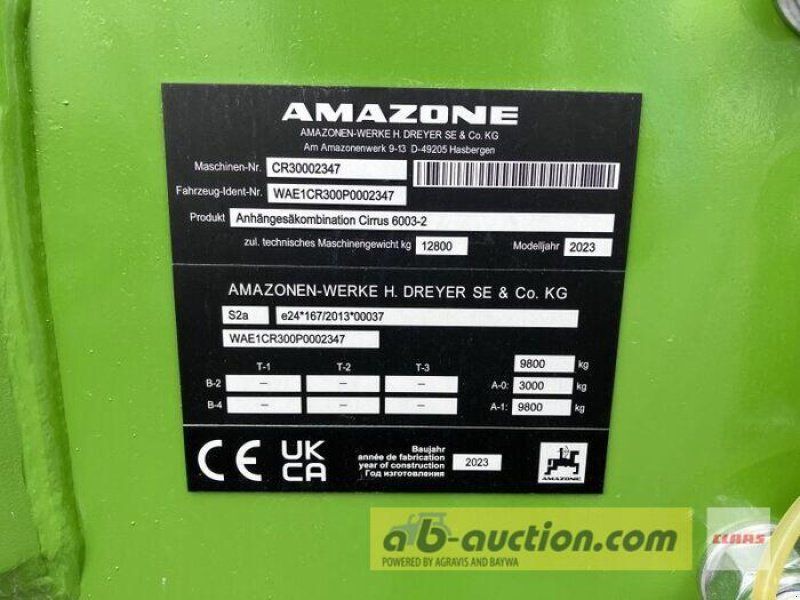 AMAZONE
AMAZONEN-WERKE H. DREYER SE & Co. KG
Am Amazonenwerk 9-13 D-49205 Hasbergen
Maschinen-Nr. CR30002347
Fahrzeug-Ident-Nr. WAE1CR300P0002347
Produkt Anhängesäkombination Cirrus 6003-2
zul. technisches Maschinengewicht kg 12800 Modelljahr 2023
AMAZONEN-WERKE H. DREYER SE & Co. KG
S2a e24*167/2013*00037
WAE1CR300P0002347
9800 kg
T-1 T-2 T-3
B-2 – – – A-0: 3000 kg
B-4 – – – A-1: 9800 kg
CE UK CA
Baujahr
année de fabrication
year of construction
Год изготовления
2023
AMAZONE
ab-auction.com
POWERED BY AGRAVIS AND BAYWA
CLAAS